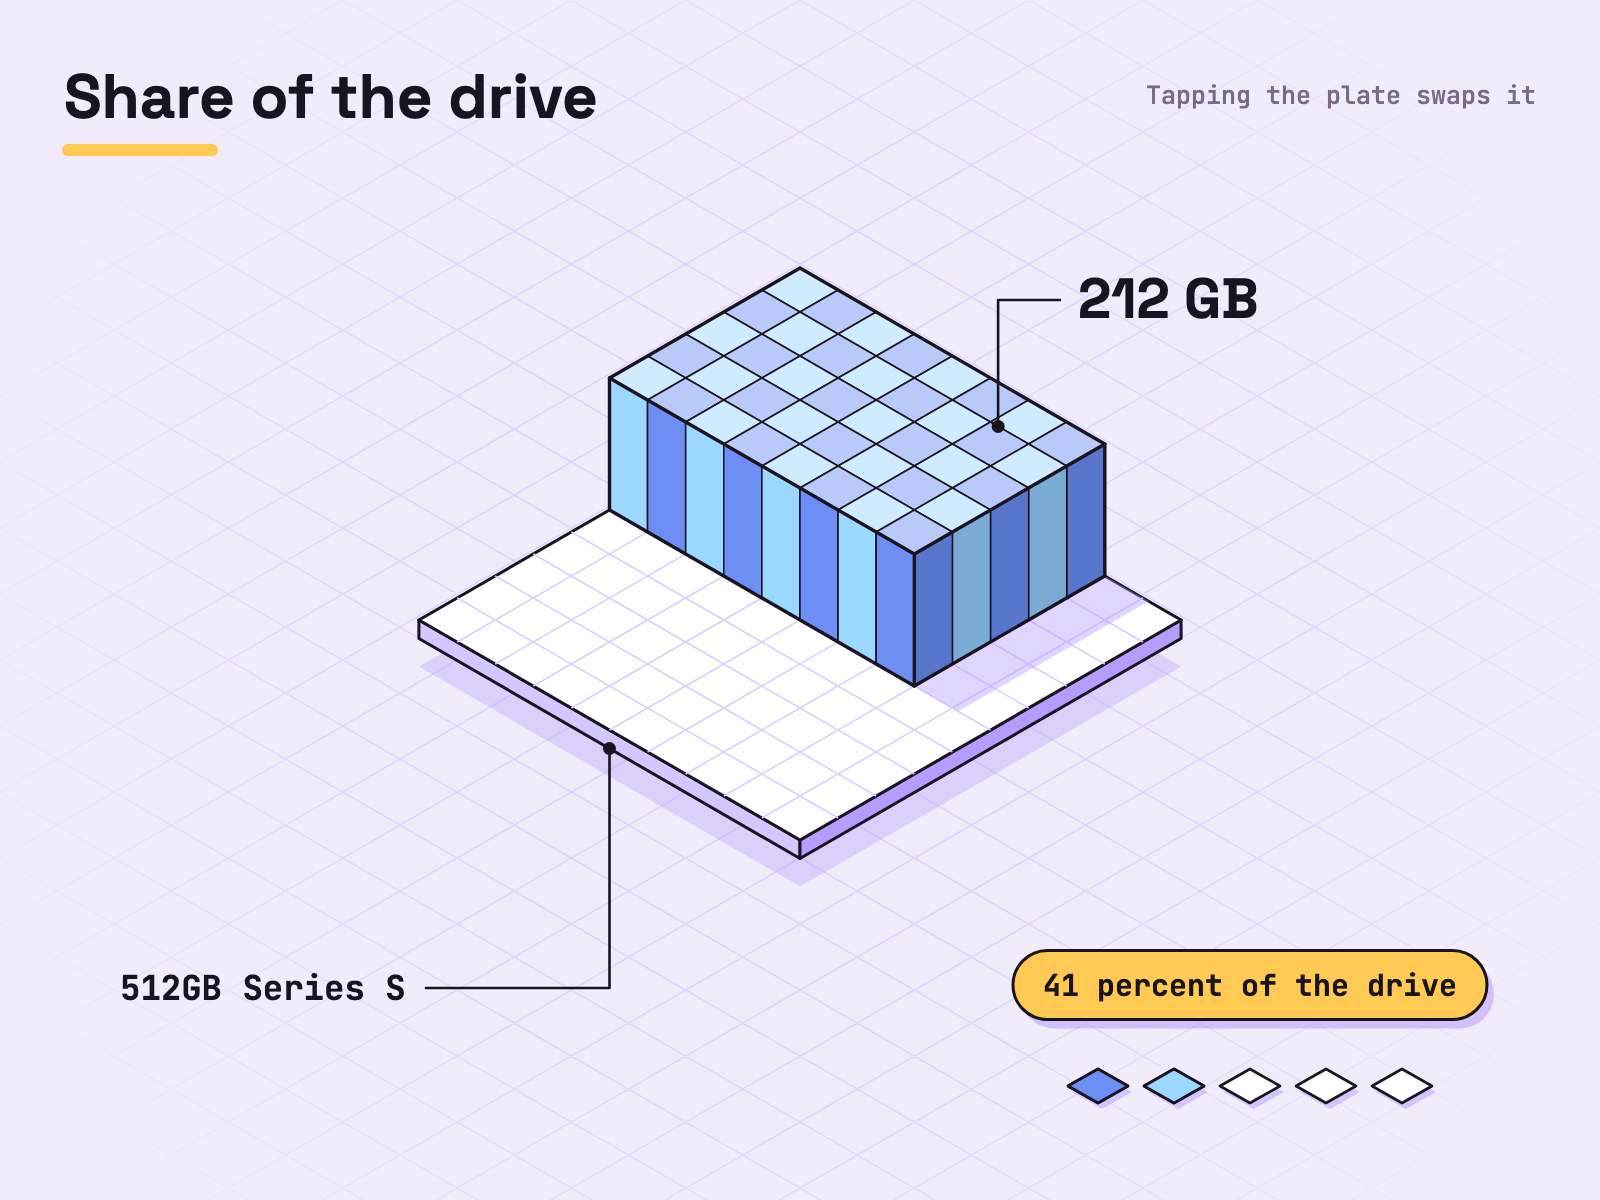 Share of the drive
Tapping the plate swaps it
212 GB
512GB Series S
41 percent of the drive